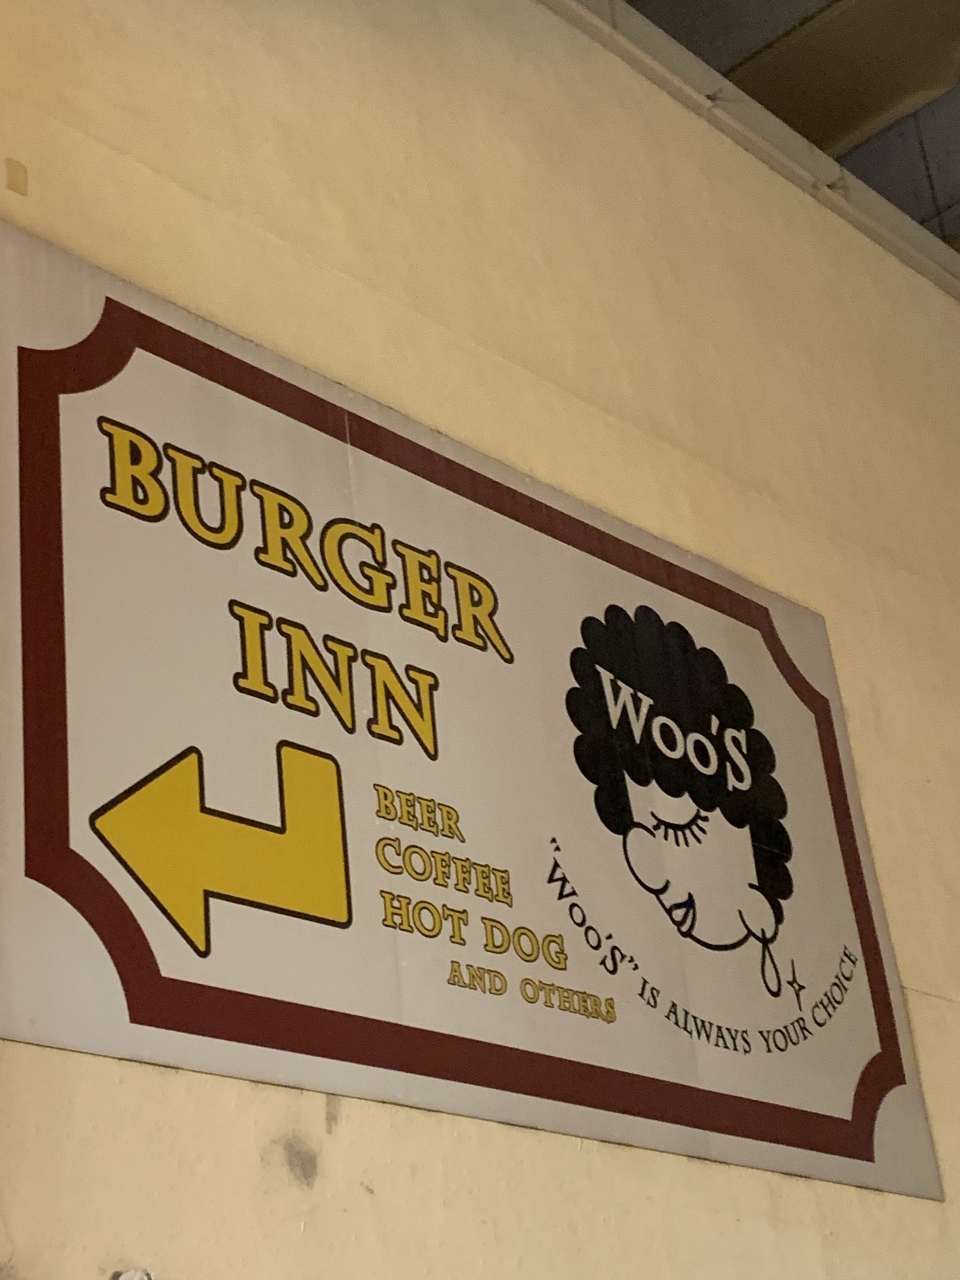 BURGER
INN
BEER
COFFEE
HOT DOG
AND OTHERS
WOO'S
"WOO'S" IS ALWAYS YOUR CHOICE